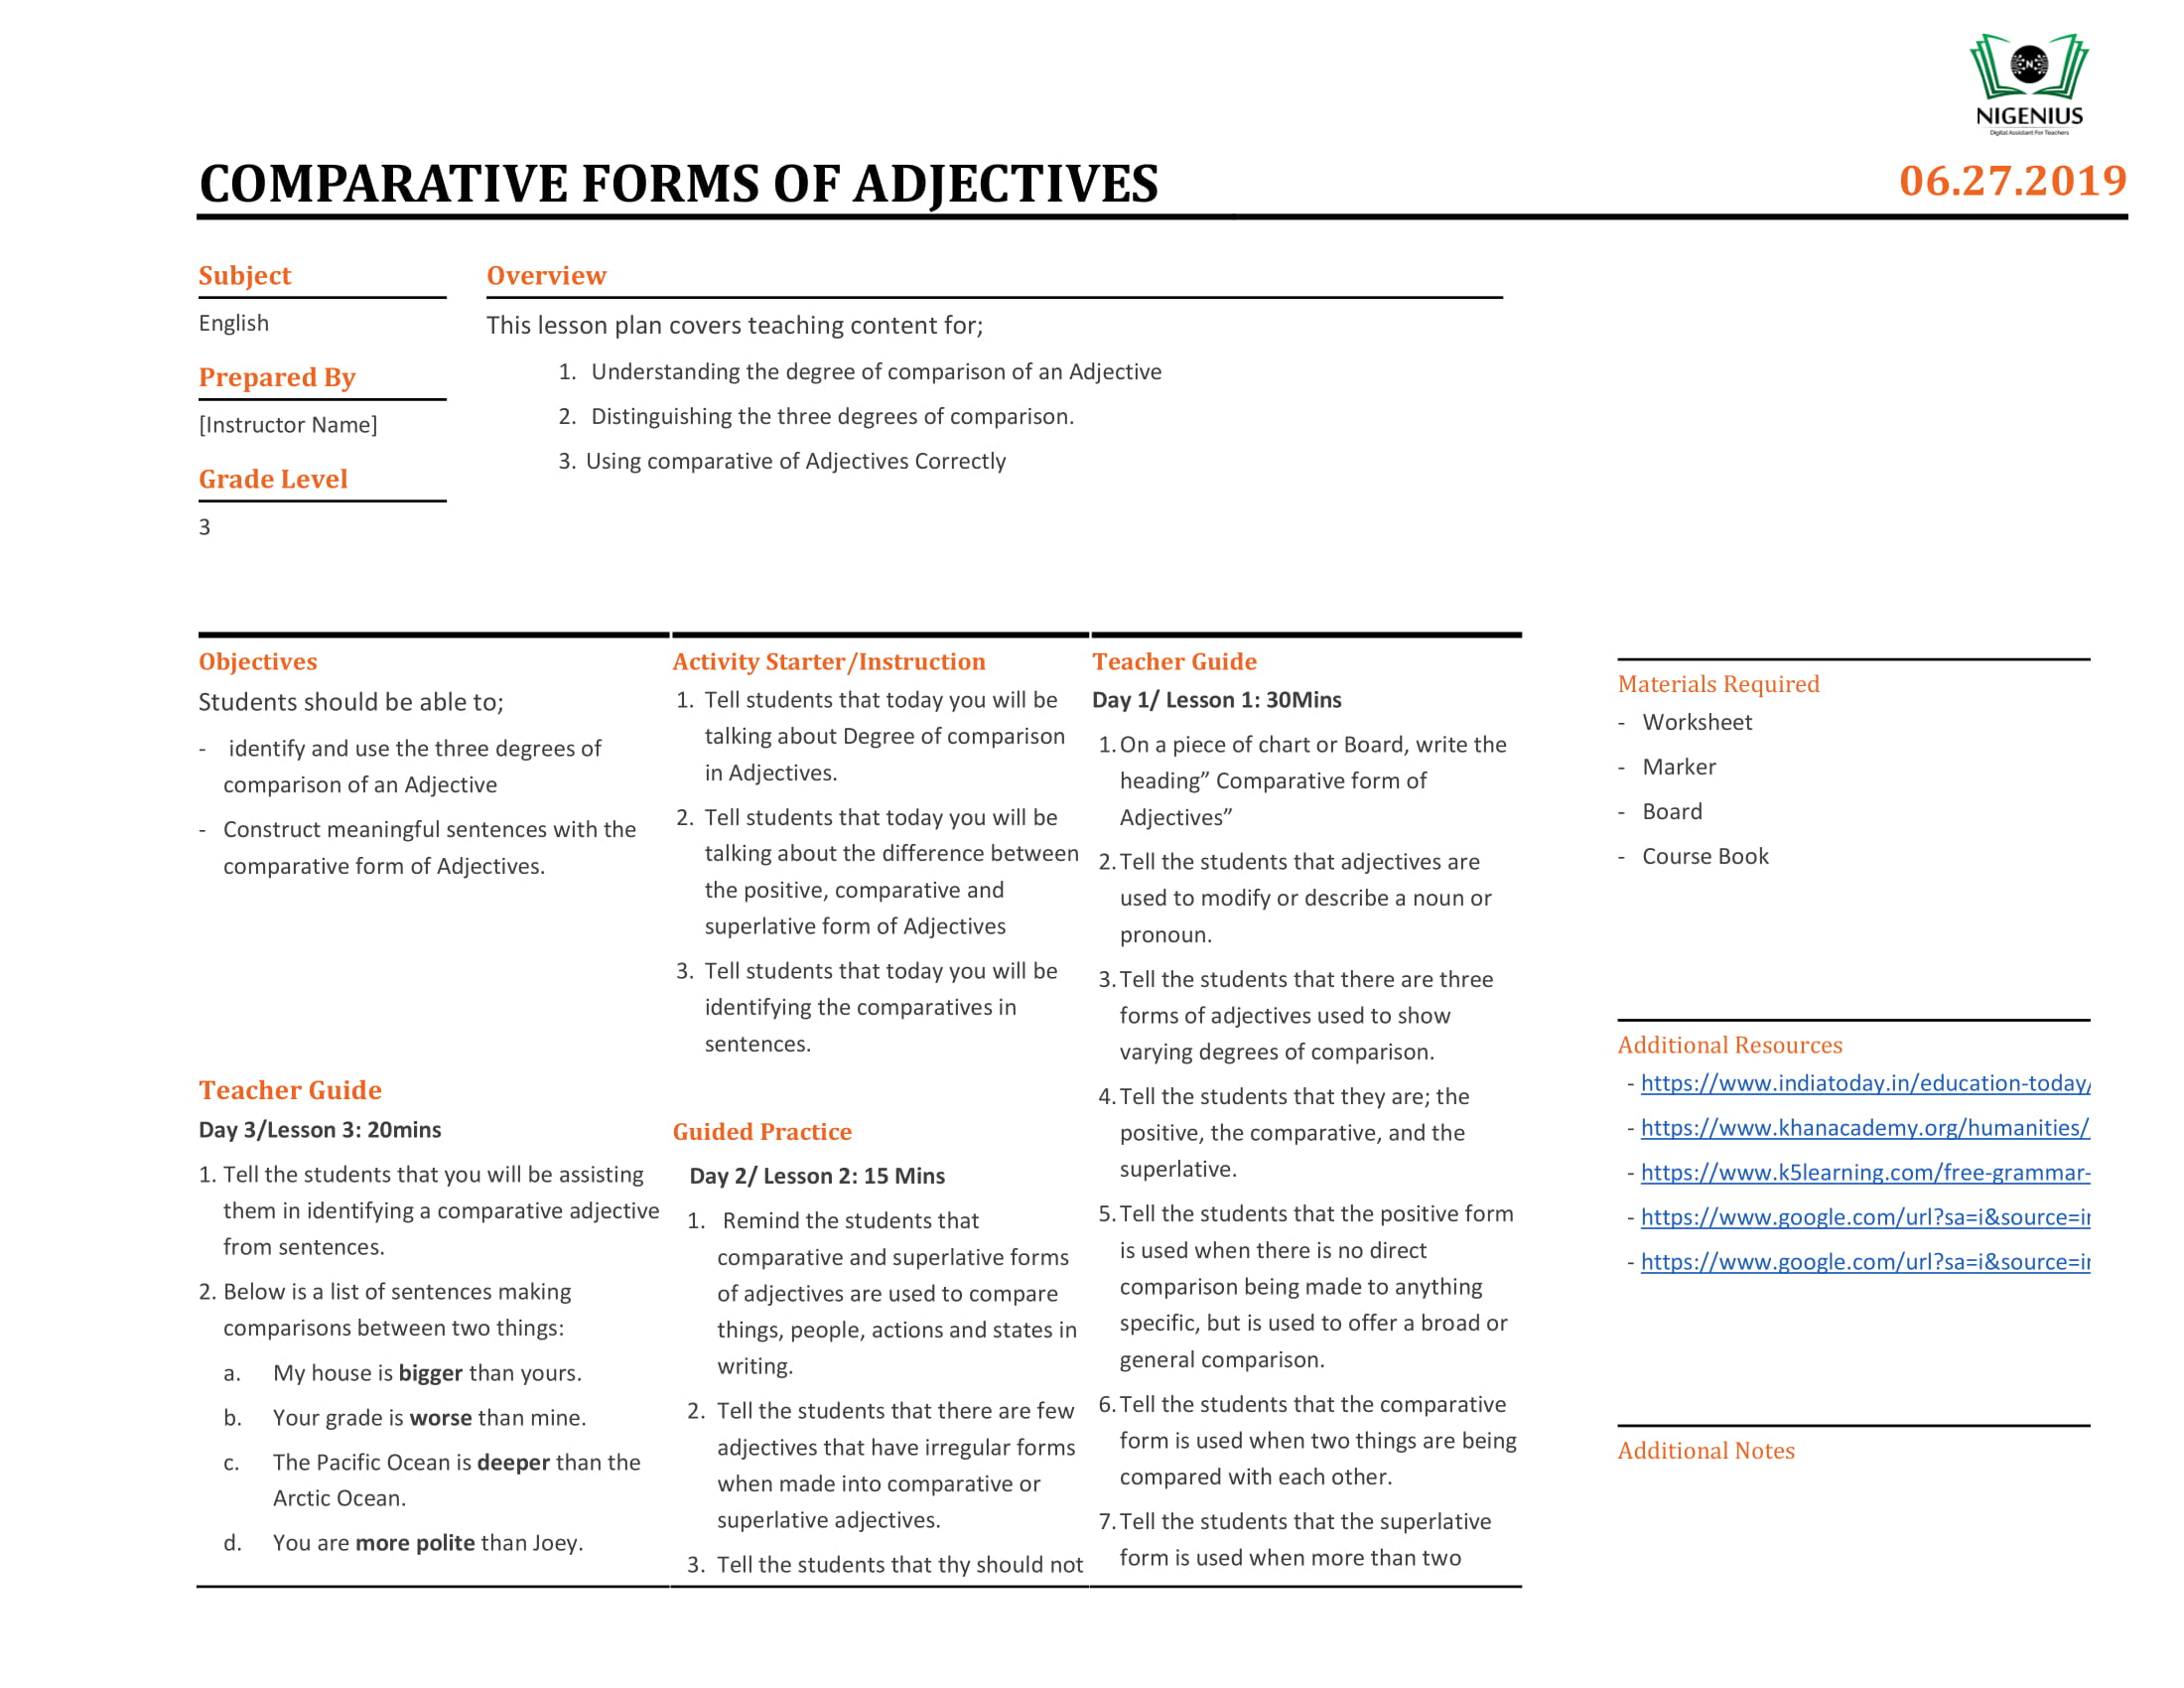 NIGENIUS
Digital Assistant For Teachers
COMPARATIVE FORMS OF ADJECTIVES
06.27.2019
Subject
English
Prepared By
[Instructor Name]
Grade Level
3
Overview
This lesson plan covers teaching content for;
1. Understanding the degree of comparison of an Adjective
2. Distinguishing the three degrees of comparison.
3. Using comparative of Adjectives Correctly
Objectives
Students should be able to;
- identify and use the three degrees of
comparison of an Adjective
- Construct meaningful sentences with the
comparative form of Adjectives.
Teacher Guide
Day 3/Lesson 3: 20mins
1. Tell the students that you will be assisting
them in identifying a comparative adjective
from sentences.
2. Below is a list of sentences making
comparisons between two things:
a. My house is bigger than yours.
b. Your grade is worse than mine.
c. The Pacific Ocean is deeper than the
Arctic Ocean.
d. You are more polite than Joey.
Activity Starter/Instruction
1. Tell students that today you will be
talking about Degree of comparison
in Adjectives.
2. Tell students that today you will be
talking about the difference between
the positive, comparative and
superlative form of Adjectives
3. Tell students that today you will be
identifying the comparatives in
sentences.
Guided Practice
Day 2/ Lesson 2: 15 Mins
1. Remind the students that
comparative and superlative forms
of adjectives are used to compare
things, people, actions and states in
writing.
2. Tell the students that there are few
adjectives that have irregular forms
when made into comparative or
superlative adjectives.
3. Tell the students that thy should not
Teacher Guide
Day 1/ Lesson 1: 30Mins
1. On a piece of chart or Board, write the
heading” Comparative form of
Adjectives”
2. Tell the students that adjectives are
used to modify or describe a noun or
pronoun.
3. Tell the students that there are three
forms of adjectives used to show
varying degrees of comparison.
4. Tell the students that they are; the
positive, the comparative, and the
superlative.
5. Tell the students that the positive form
is used when there is no direct
comparison being made to anything
specific, but is used to offer a broad or
general comparison.
6. Tell the students that the comparative
form is used when two things are being
compared with each other.
7. Tell the students that the superlative
form is used when more than two
Materials Required
- Worksheet
- Marker
- Board
- Course Book
Additional Resources
- https://www.indiatoday.in/education-today/
- https://www.khanacademy.org/humanities/
- https://www.k5learning.com/free-grammar-
- https://www.google.com/url?sa=i&source=i
- https://www.google.com/url?sa=i&source=i
Additional Notes